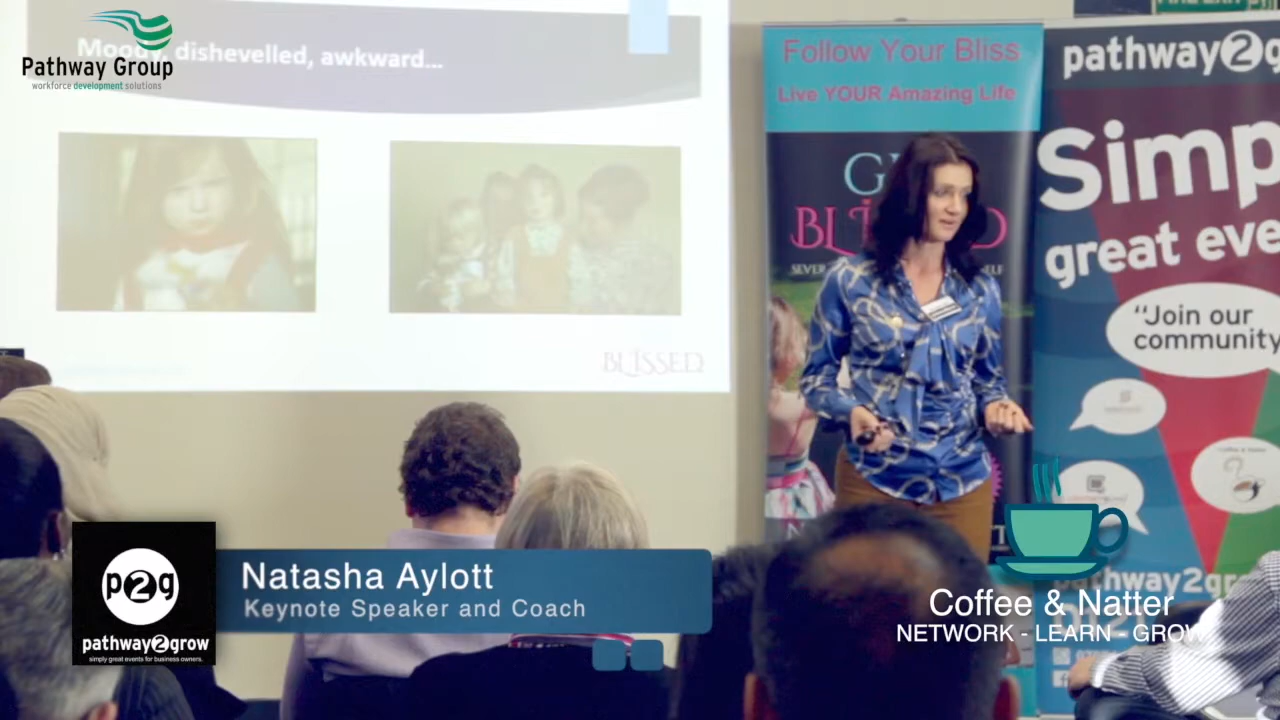 Pathway Group
workforce development solutions
Moody, dishevelled, awkward...
BLISSED
Follow Your Bliss
Live YOUR Amazing Life
pathway2g
Simp
great eve
"Join our
community
Natasha Aylott
Keynote Speaker and Coach
p2g
pathway2grow
simply great events for business owners.
pathway2gro
Coffee & Natter
NETWORK - LEARN - GROW